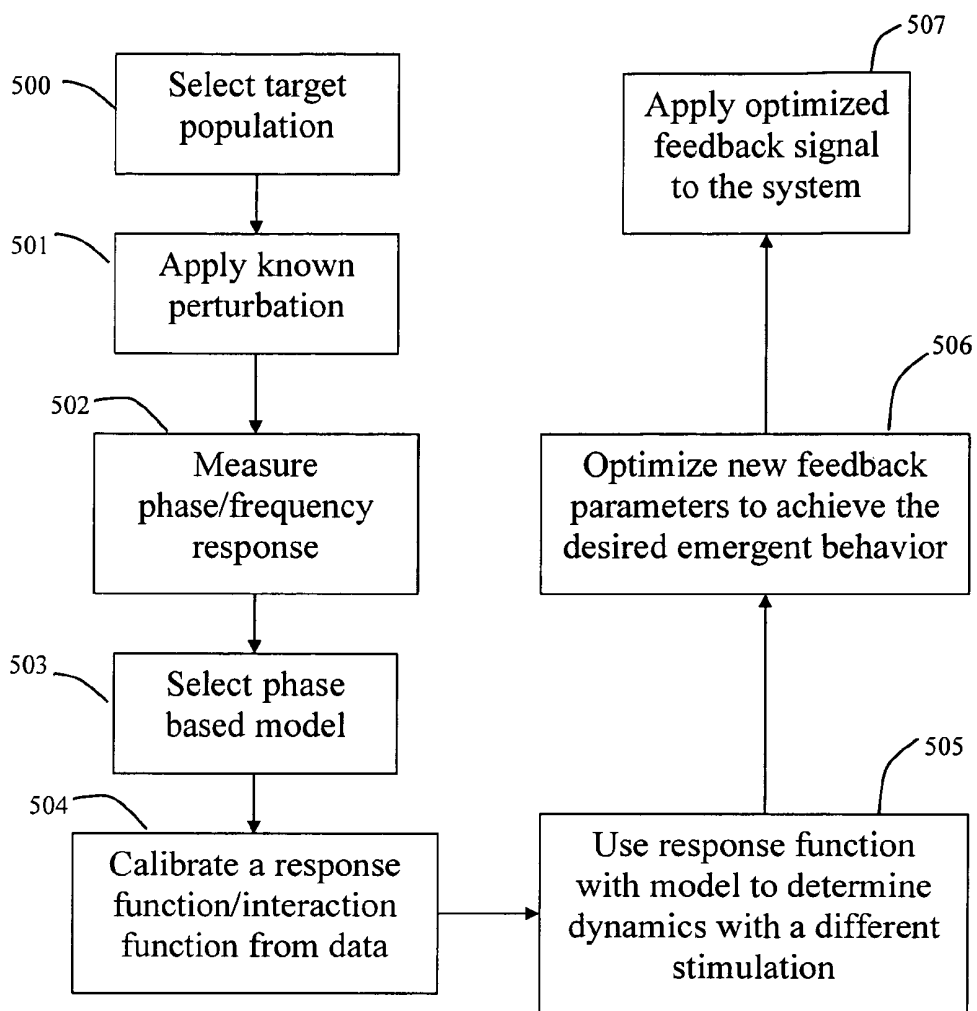 500
Select target
population
501
Apply known
perturbation
502
Measure
phase/frequency
response
503
Select phase
based model
504
Calibrate a response
function/interaction
function from data
505
Use response function
with model to determine
dynamics with a different
stimulation
506
Optimize new feedback
parameters to achieve the
desired emergent behavior
507
Apply optimized
feedback signal
to the system